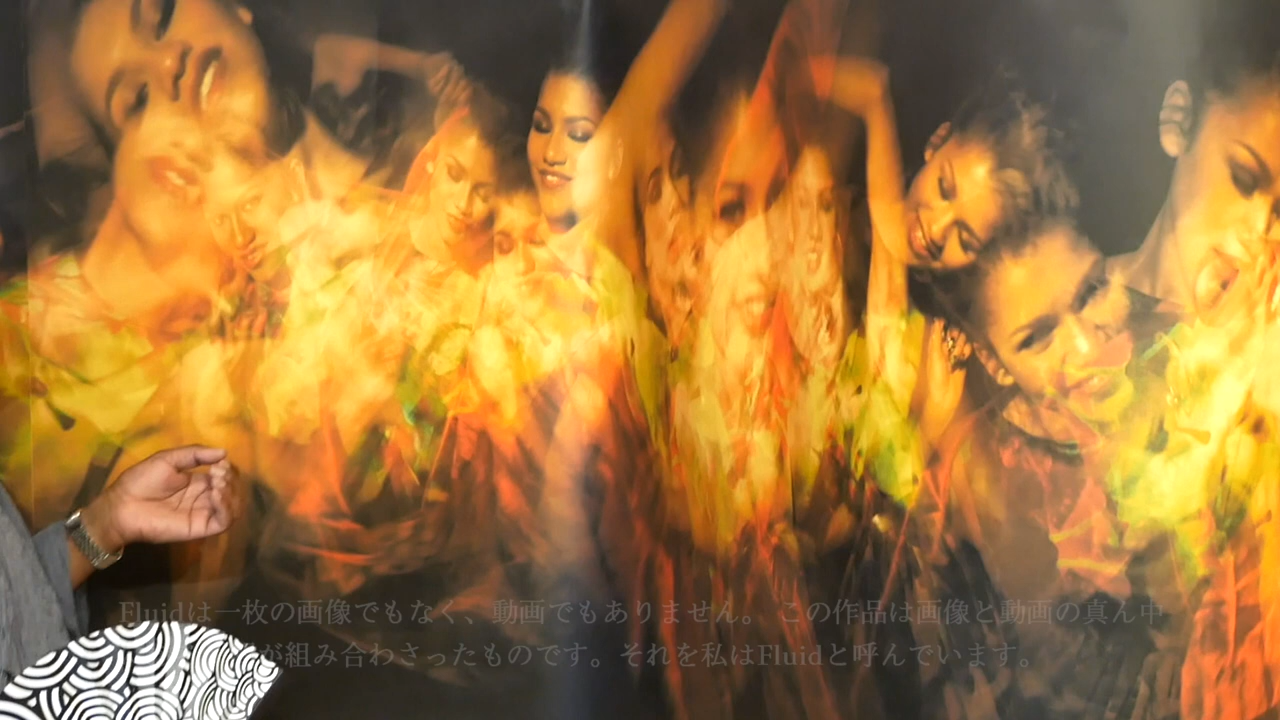 Fluidは一枚の画像でもなく、動画でもありません。 この作品は画像と動画の真ん中
が組み合わさったものです。それを私はFluidと呼んでいます。